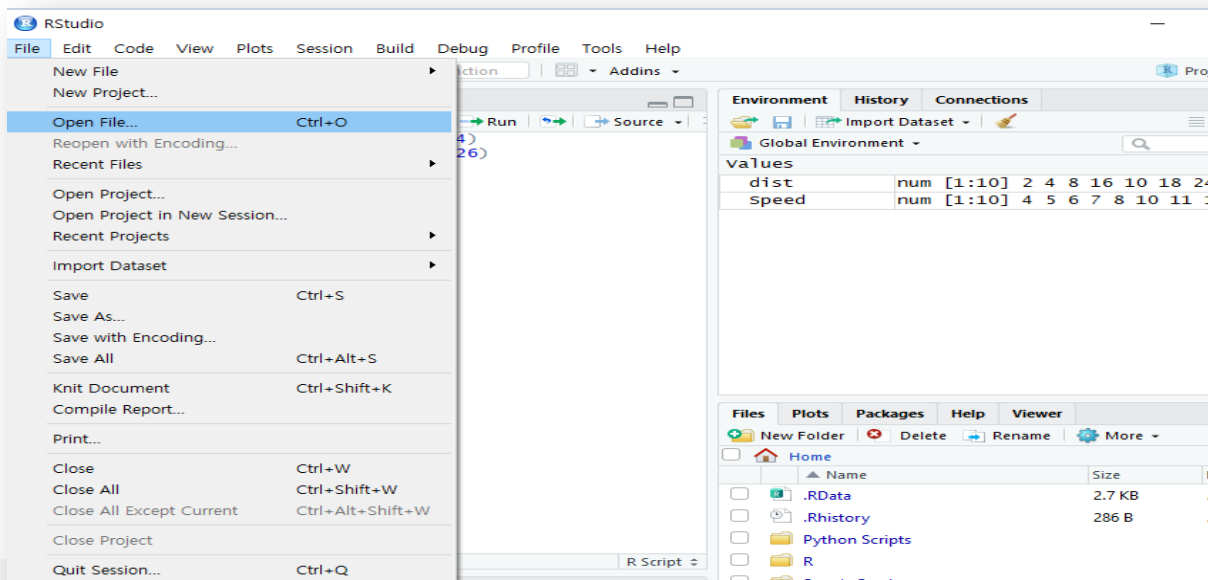 RStudio
File Edit Code View Plots Session Build Debug Profile Tools Help
New File
New Project...
Open File... Ctrl+O
Reopen with Encoding...
Recent Files
Open Project...
Open Project in New Session...
Recent Projects
Import Dataset
Save Ctrl+S
Save As...
Save with Encoding...
Save All Ctrl+Alt+S
Knit Document Ctrl+Shift+K
Compile Report...
Print...
Close Ctrl+W
Close All Ctrl+Shift+W
Close All Except Current Ctrl+Alt+Shift+W
Close Project
Quit Session... Ctrl+Q
ction Addins
Run Source
4)
26)
R Script
Environment History Connections
Import Dataset
Global Environment
Values
dist num [1:10] 2 4 8 16 10 18 24
Speed num [1:10] 4 5 6 7 8 10 11
Files Plots Packages Help Viewer
New Folder Delete Rename More
Home
Name Size
.RData 2.7 KB
.Rhistory 286 B
Python Scripts
R